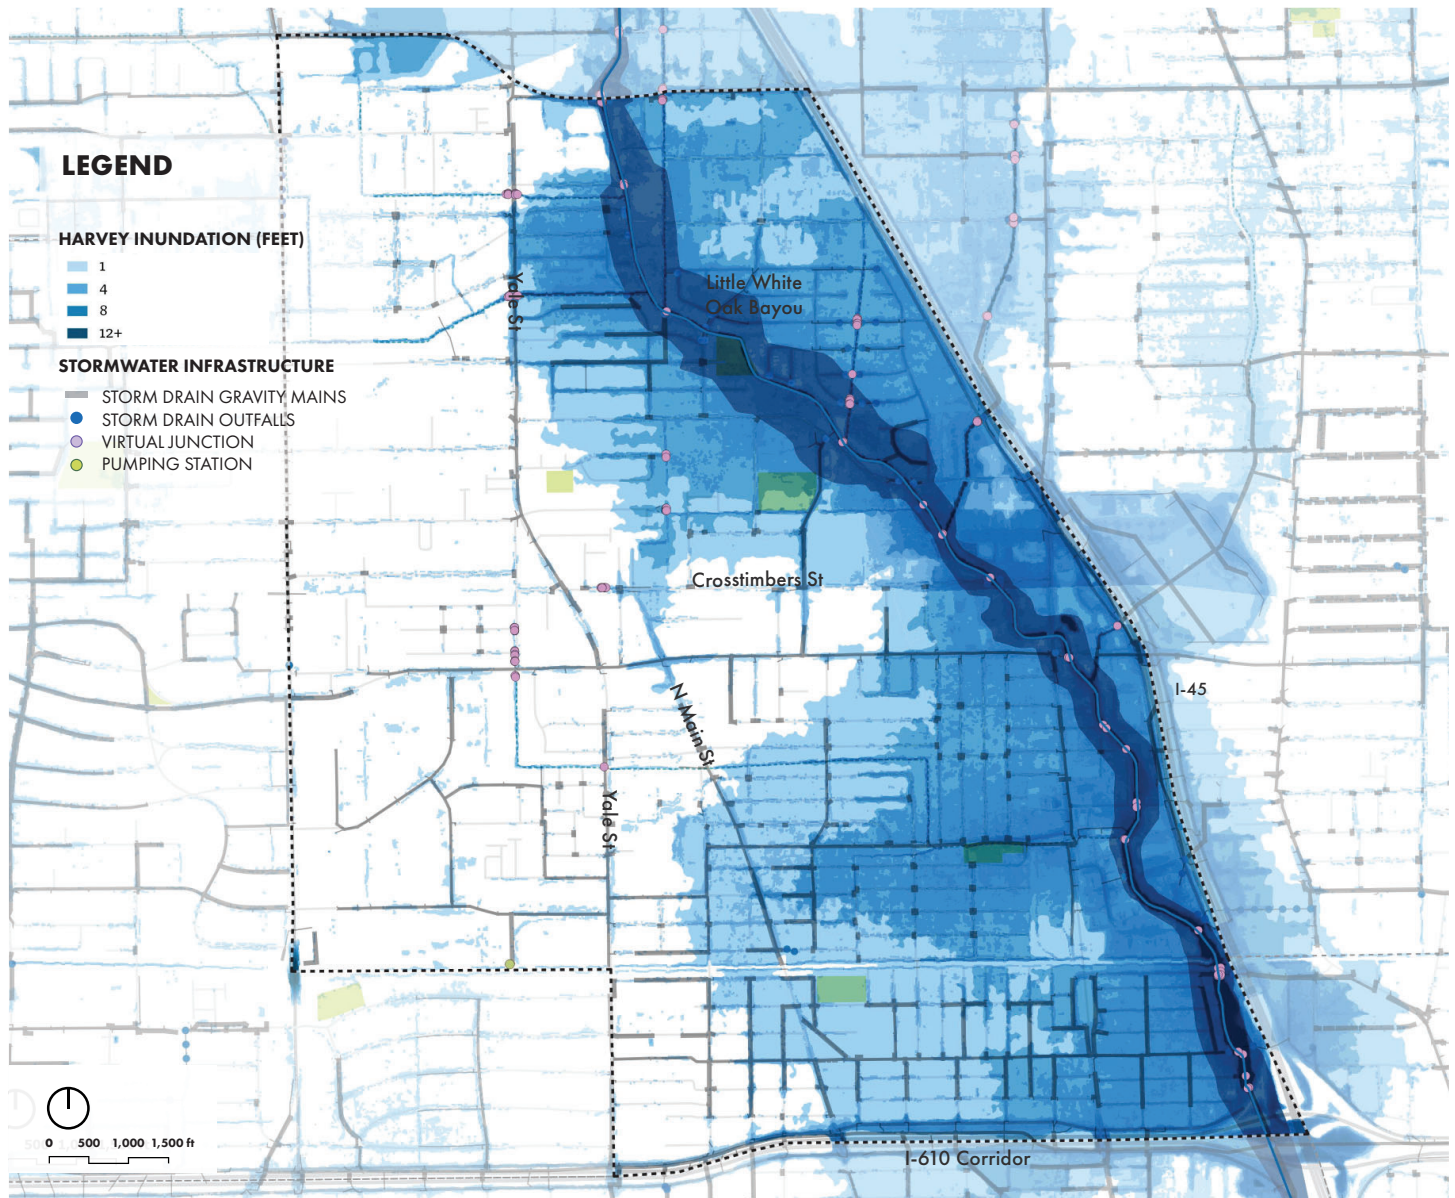 LEGEND
HARVEY INUNDATION (FEET)
1
4
8
12+
STORMWATER INFRASTRUCTURE
STORM DRAIN GRAVITY MAINS
STORM DRAIN OUTFALLS
VIRTUAL JUNCTION
PUMPING STATION
Yale St
Little White
Oak Bayou
Crosstimbers St
I-45
N Main St
Yale St
I-610 Corridor
0 500 1,000 1,500 ft